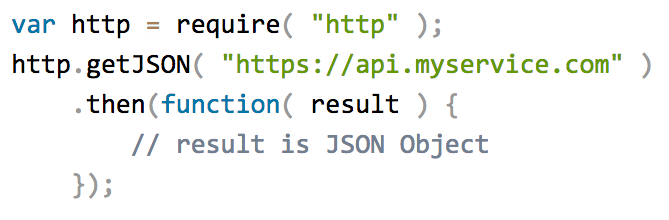 var http = require( "http" );
http.getJSON( "https://api.myservice.com" )
    .then(function( result ) {
        // result is JSON Object
    });